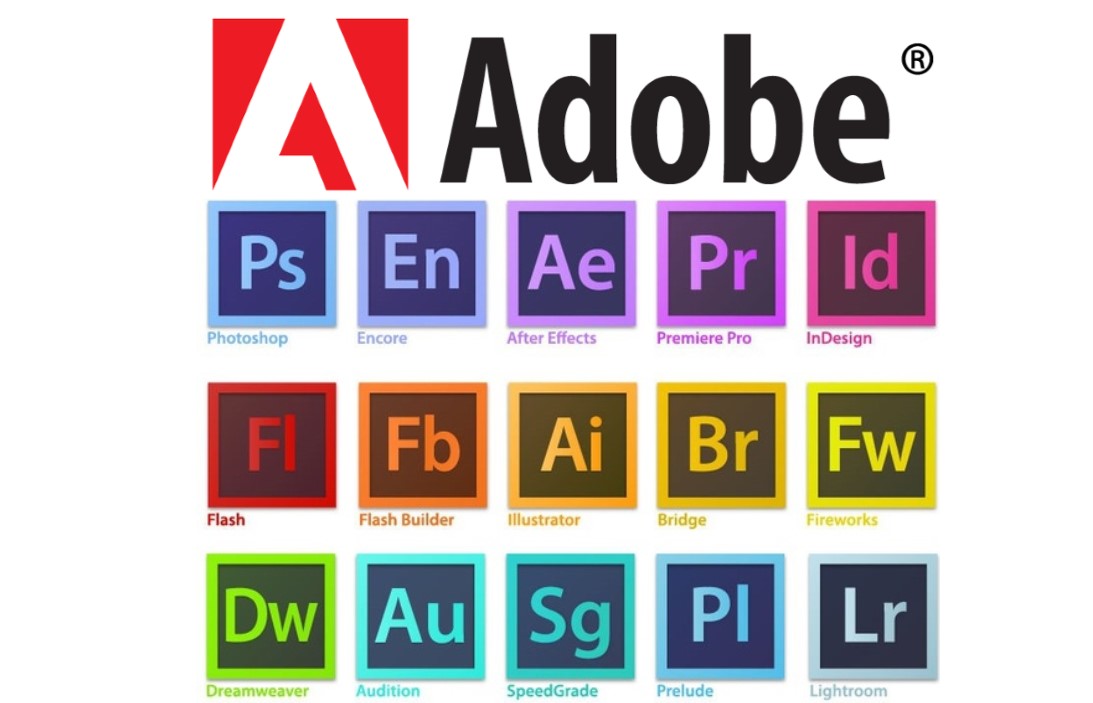 Adobe®
Ps En Ae Pr Id
Photoshop Encore After Effects Premiere Pro InDesign
Fl Fb Ai Br Fw
Flash Flash Builder Illustrator Bridge Fireworks
Dw Au Sg Pl Lr
Dreamweaver Audition SpeedGrade Prelude Lightroom